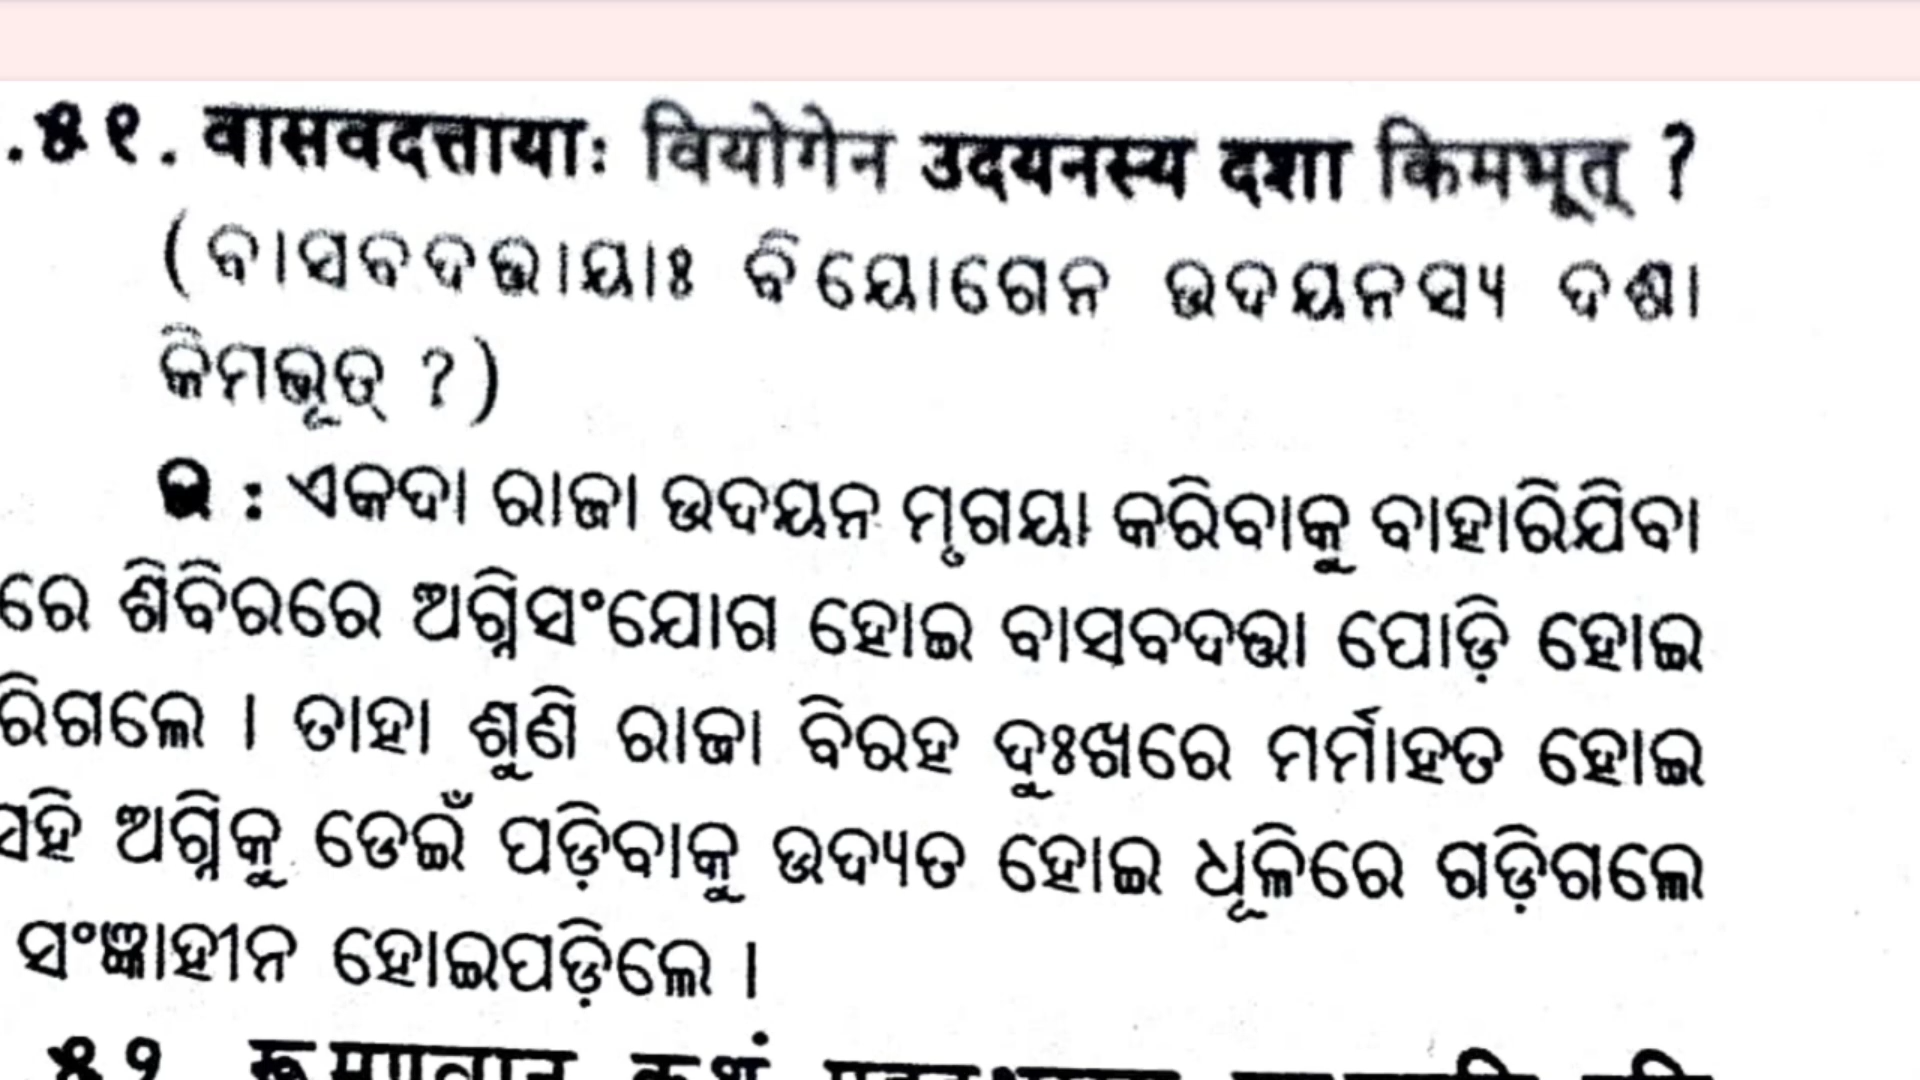 .४१. वासवदत्तायाः वियोगेन उदयनस्य दशा किमभूत् ?
(ବାସବଦତ୍ତାୟାଃ ବିୟୋଗେନ ଉଦୟନସ୍ୟ ଦଶା
କିମଭୂତ୍ ?)
ଉ : ଏକଦା ରାଜା ଉଦୟନ ମୃଗୟା କରିବାକୁ ବାହାରିଯିବା
ରେ ଶିବିରରେ ଅଗ୍ନିସଂଯୋଗ ହୋଇ ବାସବଦତ୍ତା ପୋଡ଼ି ହୋଇ
ରିଗଲେ । ତାହା ଶୁଣି ରାଜା ବିରହ ଦୁଃଖରେ ମର୍ମାହତ ହୋଇ
ସହି ଅଗ୍ନିକୁ ଡେଇଁ ପଡ଼ିବାକୁ ଉଦ୍ୟତ ହୋଇ ଧୂଳିରେ ଗଡ଼ିଗଲେ
ସଂଜ୍ଞାହୀନ ହୋଇପଡ଼ିଲେ ।